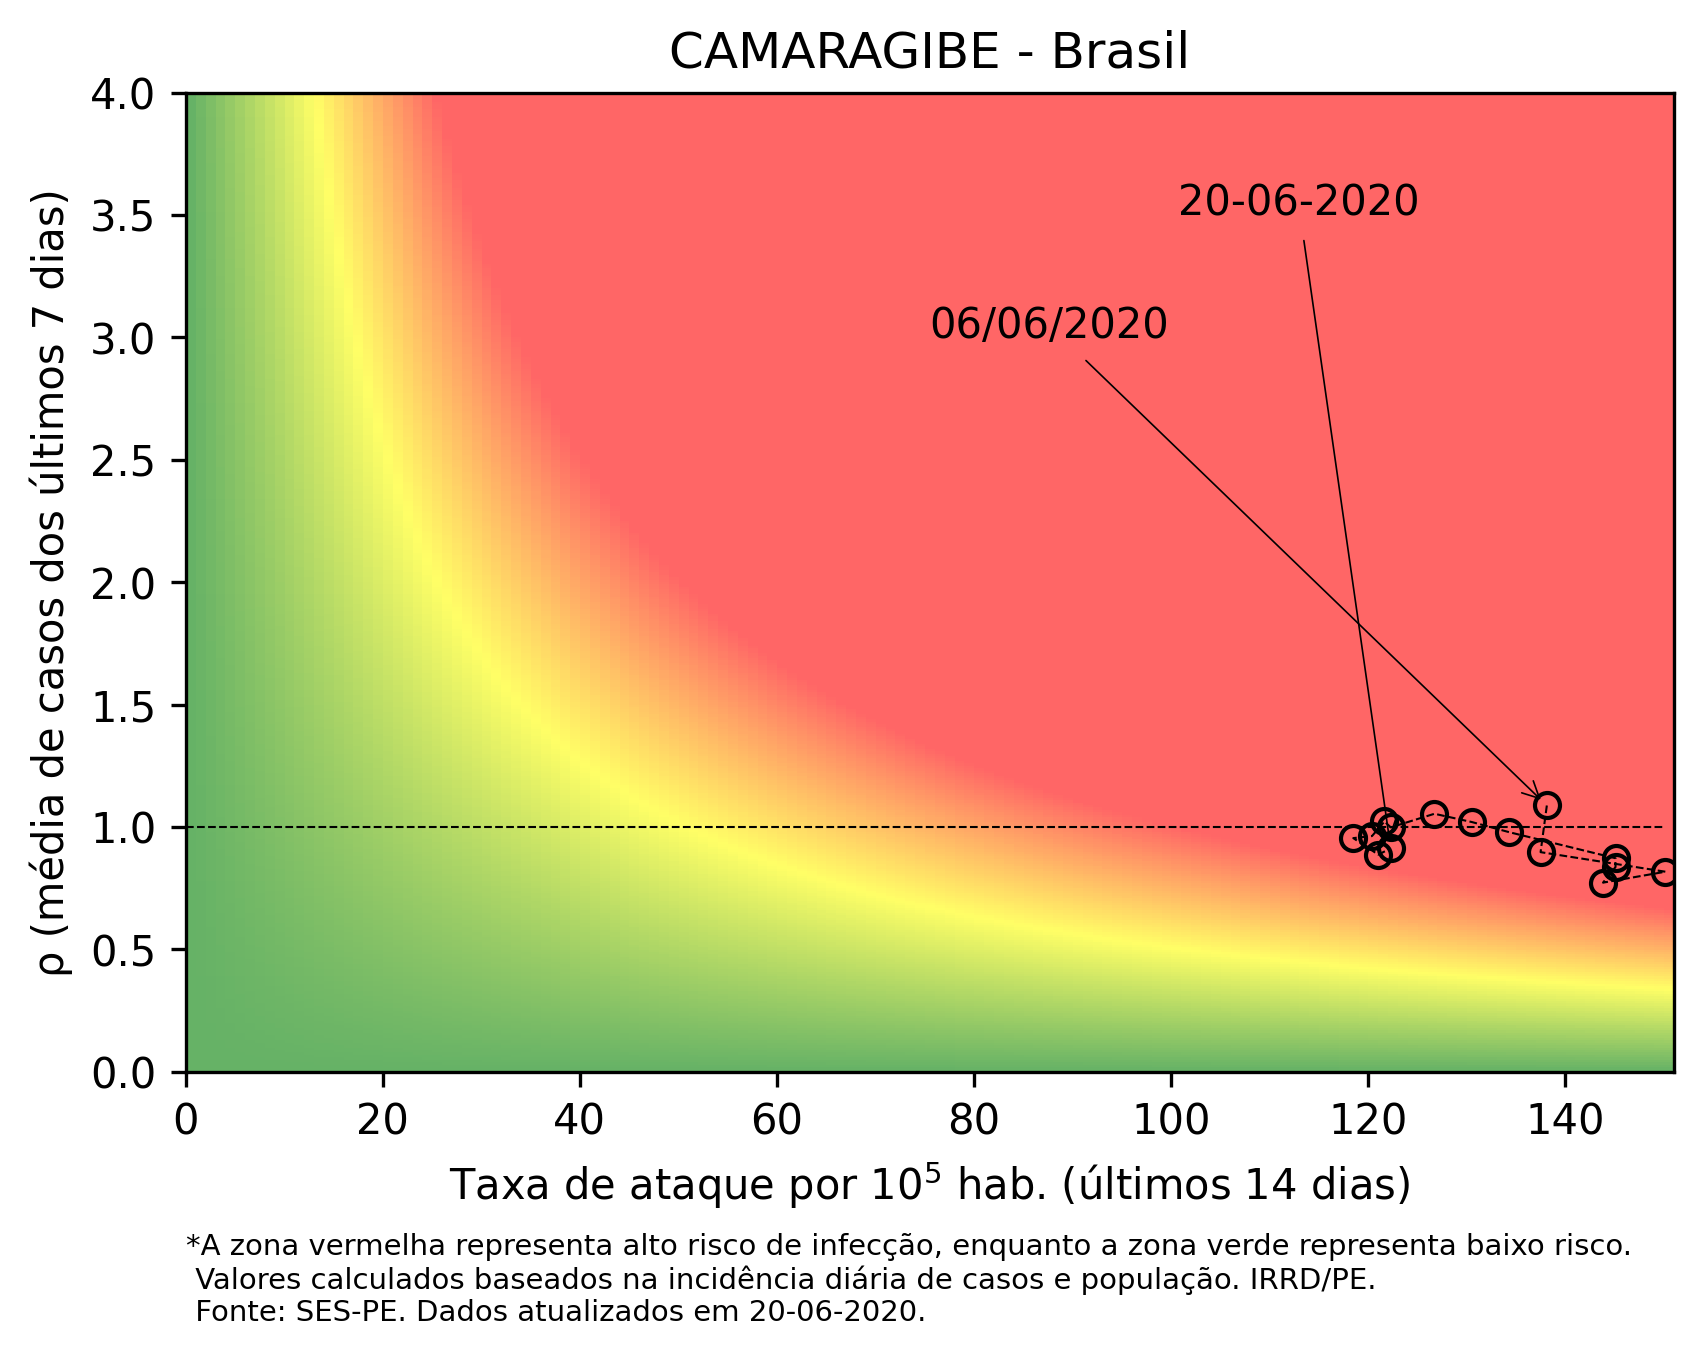 CAMARAGIBE - Brasil
4.0
3.5
3.0
2.5
2.0
1.5
1.0
0.5
0.0
ρ (média de casos dos últimos 7 dias)
20-06-2020
06/06/2020
0 20 40 60 80 100 120 140
Taxa de ataque por 10⁵ hab. (últimos 14 dias)
*A zona vermelha representa alto risco de infecção, enquanto a zona verde representa baixo risco.
Valores calculados baseados na incidência diária de casos e população. IRRD/PE.
Fonte: SES-PE. Dados atualizados em 20-06-2020.